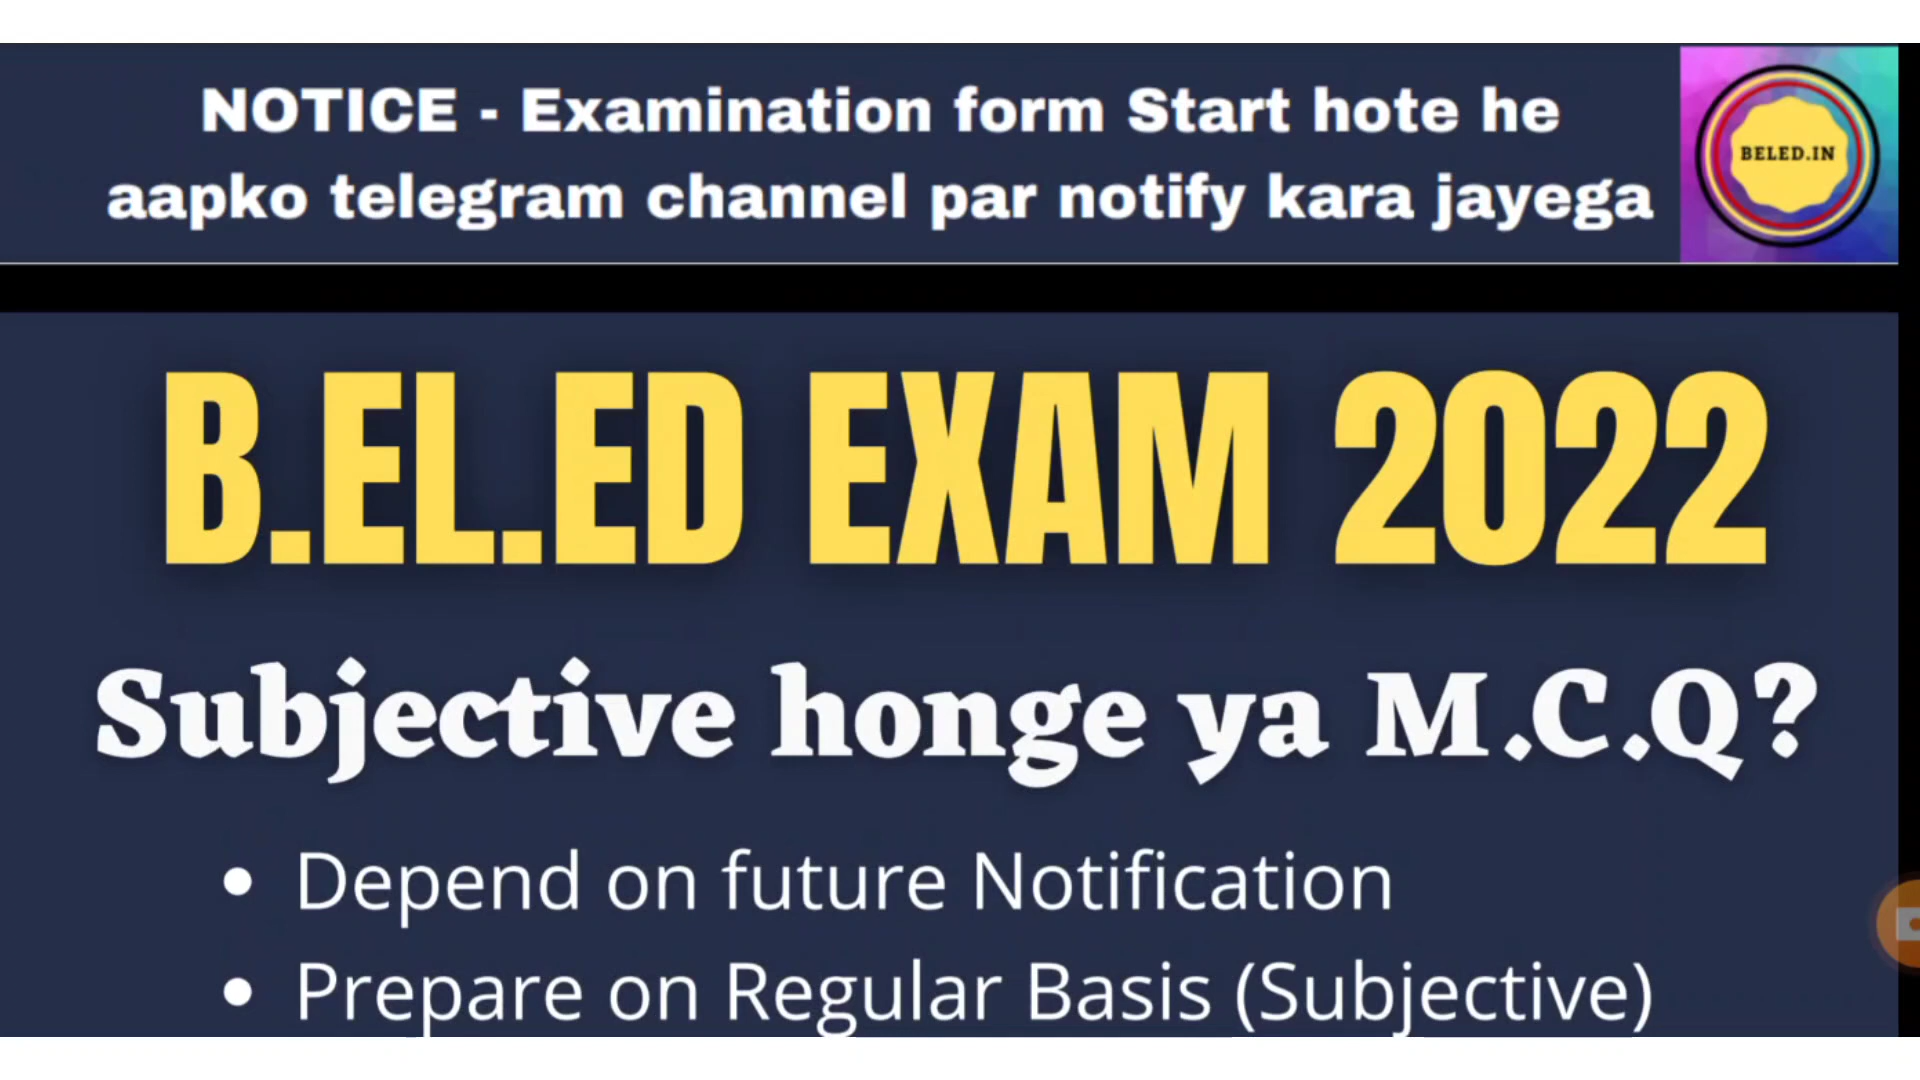 NOTICE - Examination form Start hote he
aapko telegram channel par notify kara jayega
BELED.IN
B.EL.ED EXAM 2022
Subjective honge ya M.C.Q?
• Depend on future Notification
• Prepare on Regular Basis (Subjective)